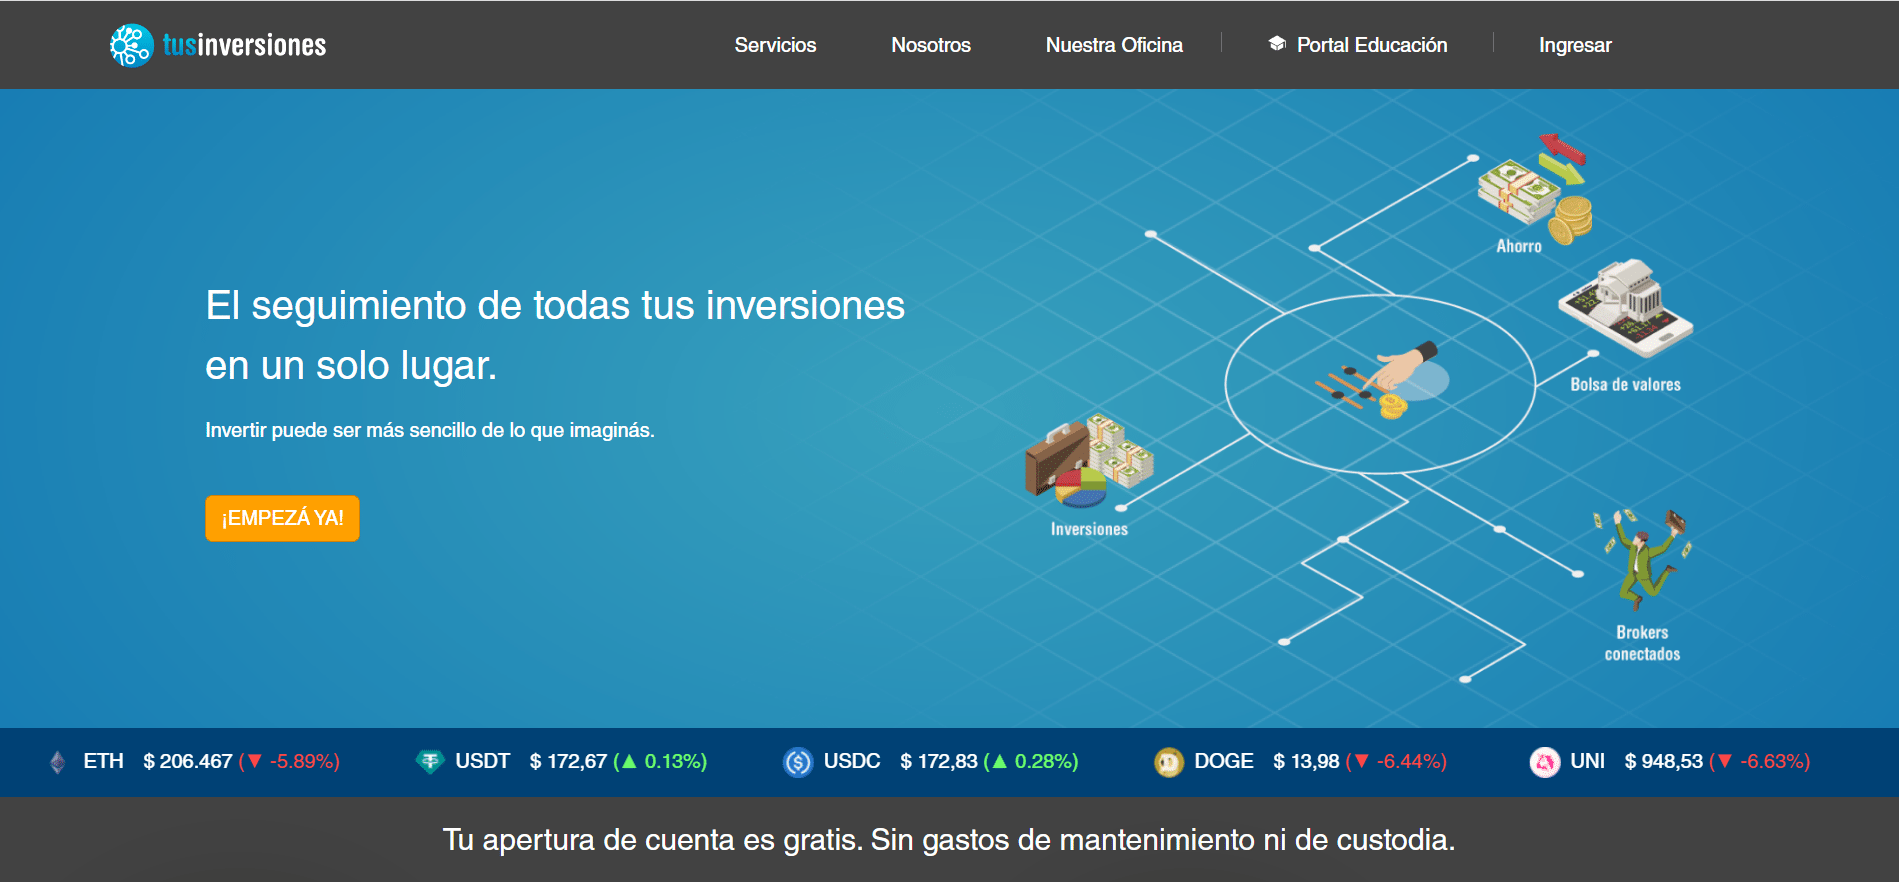 tusinversiones
Servicios
Nosotros
Nuestra Oficina
Portal Educación
Ingresar
El seguimiento de todas tus inversiones
en un solo lugar.
Invertir puede ser más sencillo de lo que imaginás.
¡EMPEZÁ YA!
Ahorro
Bolsa de valores
Inversiones
Brokers
conectados
ETH $ 206.467 (▼ -5.89%)
USDT $ 172,67 (▲ 0.13%)
USDC $ 172,83 (▲ 0.28%)
DOGE $ 13,98 (▼ -6.44%)
UNI $ 948,53 (▼ -6.63%)
Tu apertura de cuenta es gratis. Sin gastos de mantenimiento ni de custodia.